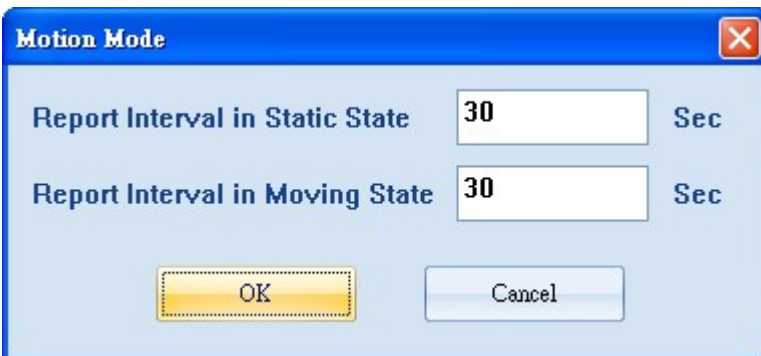 Motion Mode
Report Interval in Static State 30 Sec
Report Interval in Moving State 30 Sec
OK Cancel